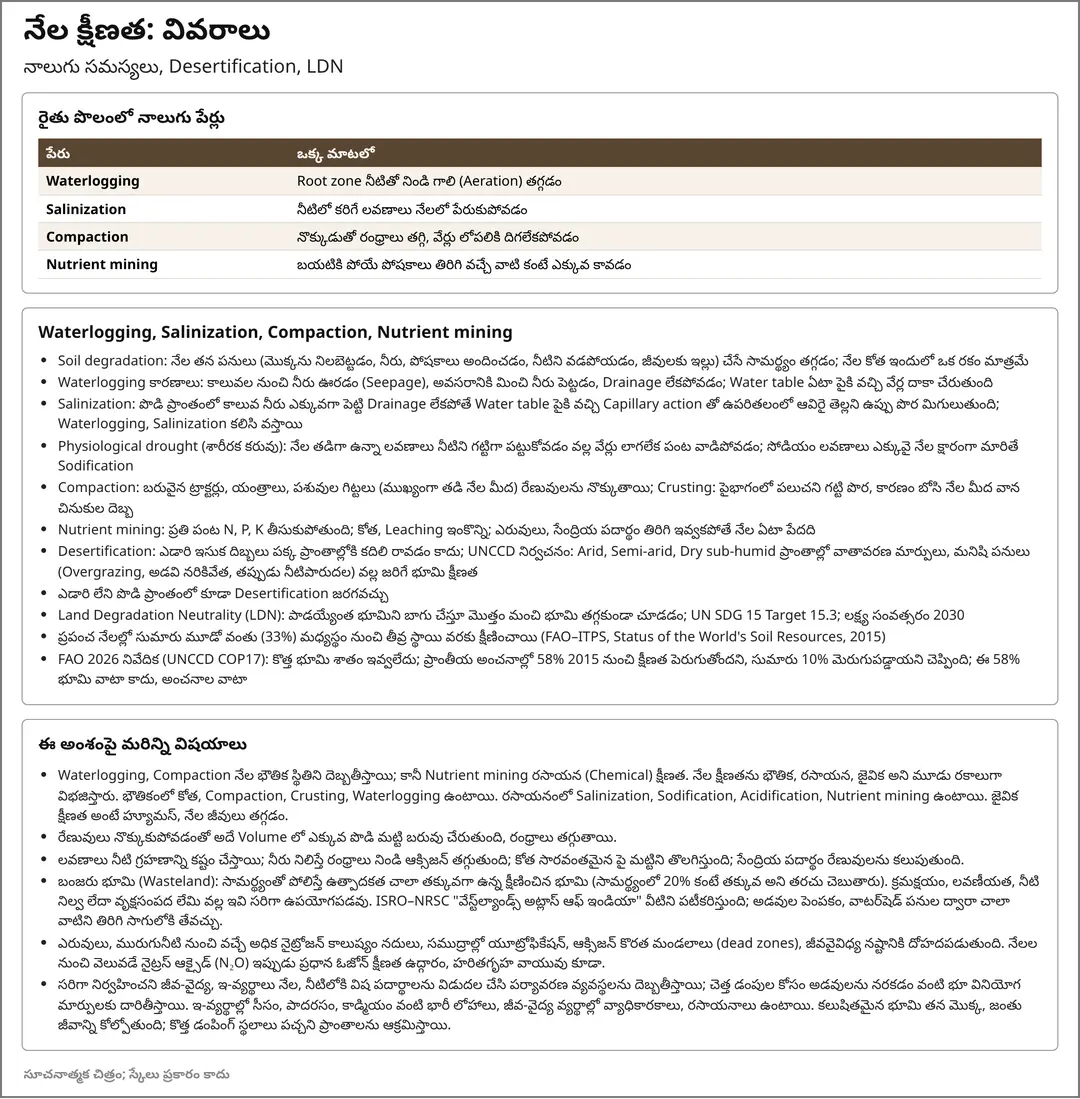 నేల క్షీణత: వివరాలు
నాలుగు సమస్యలు, Desertification, LDN
రైతు పొలంలో నాలుగు పేర్లు
పేరు ఒక్క మాటలో
Waterlogging Root zone నీటితో నిండి గాలి (Aeration) తగ్గడం
Salinization నీటిలో కరిగే లవణాలు నేలలో పేరుకుపోవడం
Compaction నొక్కుడుతో రంధ్రాలు తగ్గి, వేర్లు లోపలికి దిగలేకపోవడం
Nutrient mining బయటికి పోయే పోషకాలు తిరిగి వచ్చే వాటి కంటే ఎక్కువ కావడం
Waterlogging, Salinization, Compaction, Nutrient mining
• Soil degradation: నేల తన పనులు (మొక్కను నిలబెట్టడం, నీరు, పోషకాలు అందించడం, నీటిని వడపోయడం, జీవులకు ఇల్లు) చేసే సామర్థ్యం తగ్గడం; నేల కోత ఇందులో ఒక రకం మాత్రమే
• Waterlogging కారణాలు: కాలువల నుంచి నీరు ఊరడం (Seepage), అవసరానికి మించి నీరు పెట్టడం, Drainage లేకపోవడం; Water table ఏటా పైకి వచ్చి వేర్ల దాకా చేరుతుంది
• Salinization: పొడి ప్రాంతంలో కాలువ నీరు ఎక్కువగా పెట్టి Drainage లేకపోతే Water table పైకి వచ్చి Capillary action తో ఉపరితలంలో ఆవిరై తెల్లని ఉప్పు పొర మిగులుతుంది;
Waterlogging, Salinization కలిసి వస్తాయి
• Physiological drought (శారీరక కరువు): నేల తడిగా ఉన్నా లవణాలు నీటిని గట్టిగా పట్టుకోవడం వల్ల వేర్లు లాగలేక పంట వాడిపోవడం; సోడియం లవణాలు ఎక్కువై నేల క్షారంగా మారితే
Sodification
• Compaction: బరువైన ట్రాక్టర్లు, యంత్రాలు, పశువుల గిట్టలు (ముఖ్యంగా తడి నేల మీద) రేణువులను నొక్కుతాయి; Crusting: పైభాగంలో పలుచని గట్టి పొర, కారణం బోసి నేల మీద వాన
చినుకుల దెబ్బ
• Nutrient mining: ప్రతి పంట N, P, K తీసుకుపోతుంది; కోత, Leaching ఇంకొన్ని; ఎరువులు, సేంద్రియ పదార్థం తిరిగి ఇవ్వకపోతే నేల ఏటా పేదది
• Desertification: ఎడారి ఇసుక దిబ్బలు పక్క ప్రాంతాల్లోకి కదిలి రావడం కాదు; UNCCD నిర్వచనం: Arid, Semi-arid, Dry sub-humid ప్రాంతాల్లో వాతావరణ మార్పులు, మనిషి పనులు
(Overgrazing, అడవి నరికివేత, తప్పుడు నీటిపారుదల) వల్ల జరిగే భూమి క్షీణత
• ఎడారి లేని పొడి ప్రాంతంలో కూడా Desertification జరగవచ్చు
• Land Degradation Neutrality (LDN): పాడయ్యేంత భూమిని బాగు చేస్తూ మొత్తం మంచి భూమి తగ్గకుండా చూడడం; UN SDG 15 Target 15.3; లక్ష్య సంవత్సరం 2030
• ప్రపంచ నేలల్లో సుమారు మూడో వంతు (33%) మధ్యస్థం నుంచి తీవ్ర స్థాయి వరకు క్షీణించాయి (FAO–ITPS, Status of the World's Soil Resources, 2015)
• FAO 2026 నివేదిక (UNCCD COP17): కొత్త భూమి శాతం ఇవ్వలేదు; ప్రాంతీయ అంచనాల్లో 58% 2015 నుంచి క్షీణత పెరుగుతోందని, సుమారు 10% మెరుగుపడ్డాయని చెప్పింది; ఈ 58%
భూమి వాటా కాదు, అంచనాల వాటా
ఈ అంశంపై మరిన్ని విషయాలు
• Waterlogging, Compaction నేల భౌతిక స్థితిని దెబ్బతీస్తాయి; కానీ Nutrient mining రసాయన (Chemical) క్షీణత. నేల క్షీణతను భౌతిక, రసాయన, జైవిక అని మూడు రకాలుగా
విభజిస్తారు. భౌతికంలో కోత, Compaction, Crusting, Waterlogging ఉంటాయి. రసాయనంలో Salinization, Sodification, Acidification, Nutrient mining ఉంటాయి. జైవిక
క్షీణత అంటే హ్యూమస్, నేల జీవులు తగ్గడం.
• రేణువులు నొక్కుకుపోవడంతో అదే Volume లో ఎక్కువ పొడి మట్టి బరువు చేరుతుంది, రంధ్రాలు తగ్గుతాయి.
• లవణాలు నీటి గ్రహణాన్ని కష్టం చేస్తాయి; నీరు నిలిస్తే రంధ్రాలు నిండి ఆక్సిజన్ తగ్గుతుంది; కోత సారవంతమైన పై మట్టిని తొలగిస్తుంది; సేంద్రియ పదార్థం రేణువులను కలుపుతుంది.
• బంజరు భూమి (Wasteland): సామర్థ్యంతో పోలిస్తే ఉత్పాదకత చాలా తక్కువగా ఉన్న క్షీణించిన భూమి (సామర్థ్యంలో 20% కంటే తక్కువ అని తరచు చెబుతారు). క్రమక్షయం, లవణీయత, నీటి
నిల్వ లేదా వృక్షసంపద లేమి వల్ల ఇవి సరిగా ఉపయోగపడవు. ISRO–NRSC "వేస్ట్‌ల్యాండ్స్ అట్లాస్ ఆఫ్ ఇండియా" వీటిని పటీకరిస్తుంది; అడవుల పెంపకం, వాటర్‌షెడ్ పనుల ద్వారా చాలా
వాటిని తిరిగి సాగులోకి తేవచ్చు.
• ఎరువులు, మురుగునీటి నుంచి వచ్చే అధిక నైట్రోజన్ కాలుష్యం నదులు, సముద్రాల్లో యూట్రోఫికేషన్, ఆక్సిజన్ కొరత మండలాలు (dead zones), జీవవైవిధ్య నష్టానికి దోహదపడుతుంది. నేలల
నుంచి వెలువడే నైట్రస్ ఆక్సైడ్ (N₂O) ఇప్పుడు ప్రధాన ఓజోన్ క్షీణత ఉద్గారం, హరితగృహ వాయువు కూడా.
• సరిగా నిర్వహించని జీవ-వైద్య, ఇ-వ్యర్థాలు నేల, నీటిలోకి విష పదార్థాలను విడుదల చేసి పర్యావరణ వ్యవస్థలను దెబ్బతీస్తాయి; చెత్త డంపుల కోసం అడవులను నరకడం వంటి భూ వినియోగ
మార్పులకు దారితీస్తాయి. ఇ-వ్యర్థాల్లో సీసం, పాదరసం, కాడ్మియం వంటి భారీ లోహాలు, జీవ-వైద్య వ్యర్థాల్లో వ్యాధికారకాలు, రసాయనాలు ఉంటాయి. కలుషితమైన భూమి తన మొక్క, జంతు
జీవాన్ని కోల్పోతుంది; కొత్త డంపింగ్ స్థలాలు పచ్చని ప్రాంతాలను ఆక్రమిస్తాయి.
సూచనాత్మక చిత్రం; స్కేలు ప్రకారం కాదు